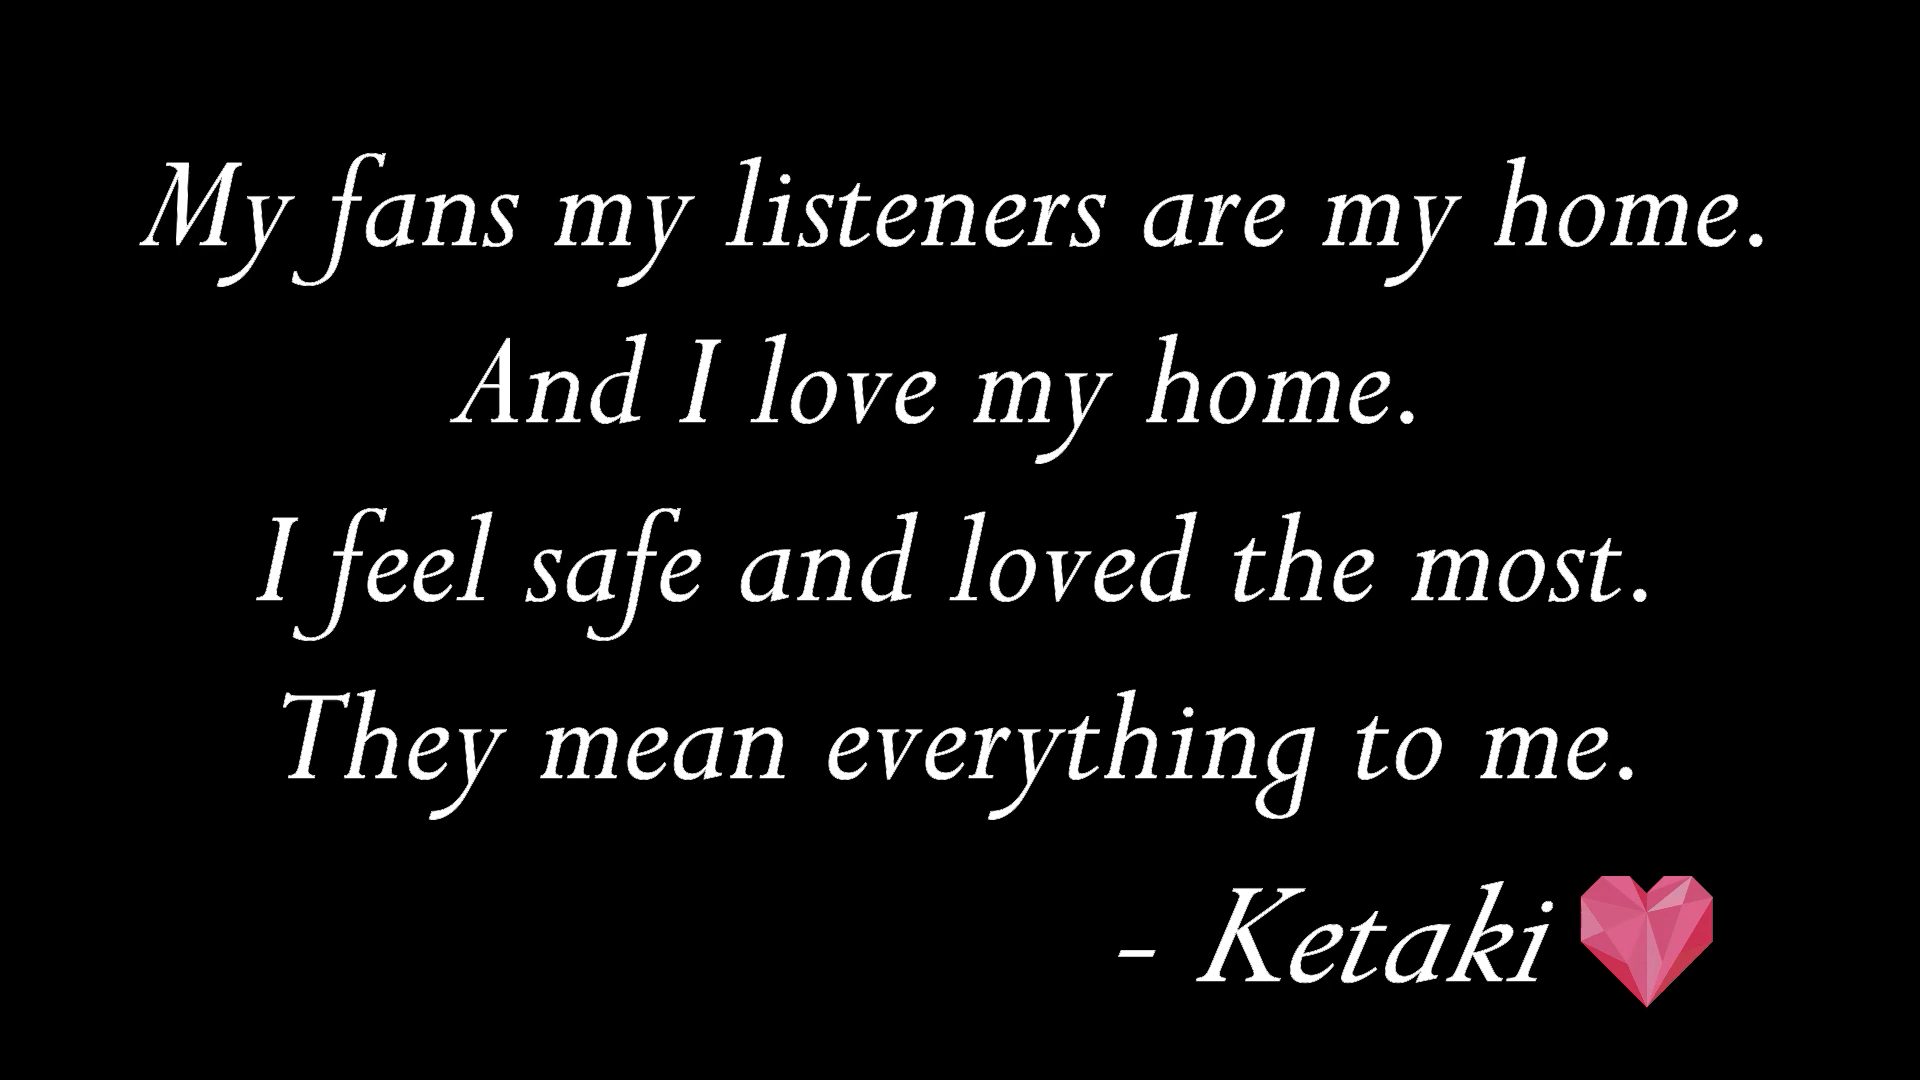 My fans my listeners are my home.
And I love my home.
I feel safe and loved the most.
They mean everything to me.
- Ketaki